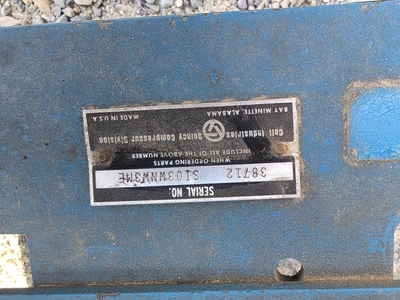 SERIAL NO.
38712 SI03WNW3ME
WHEN ORDERING PARTS
INCLUDE ALL OF THE ABOVE NUMBER
Colt Industries Quincy Compressor Division
BAY MINETTE, ALABAMA
MADE IN U.S.A.